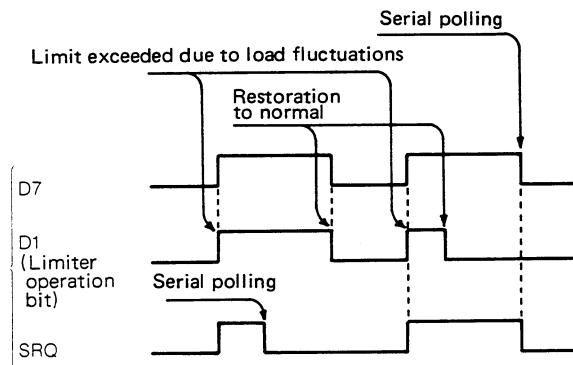 Serial polling
Limit exceeded due to load fluctuations
Restoration
to normal
D7
D1
(Limiter
operation
bit)
Serial polling
SRQ